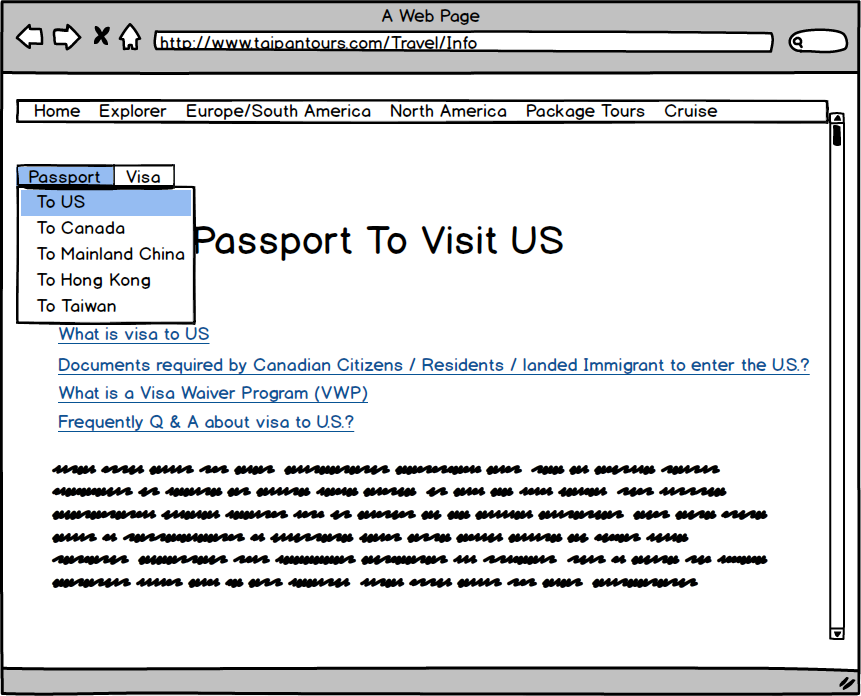 A Web Page
http://www.taipantours.com/Travel/Info
Home Explorer Europe/South America North America Package Tours Cruise
Passport Visa
To US
To Canada
To Mainland China
To Hong Kong
To Taiwan
Passport To Visit US
What is visa to US
Documents required by Canadian Citizens / Residents / landed Immigrant to enter the U.S.?
What is a Visa Waiver Program (VWP)
Frequently Q & A about visa to U.S.?